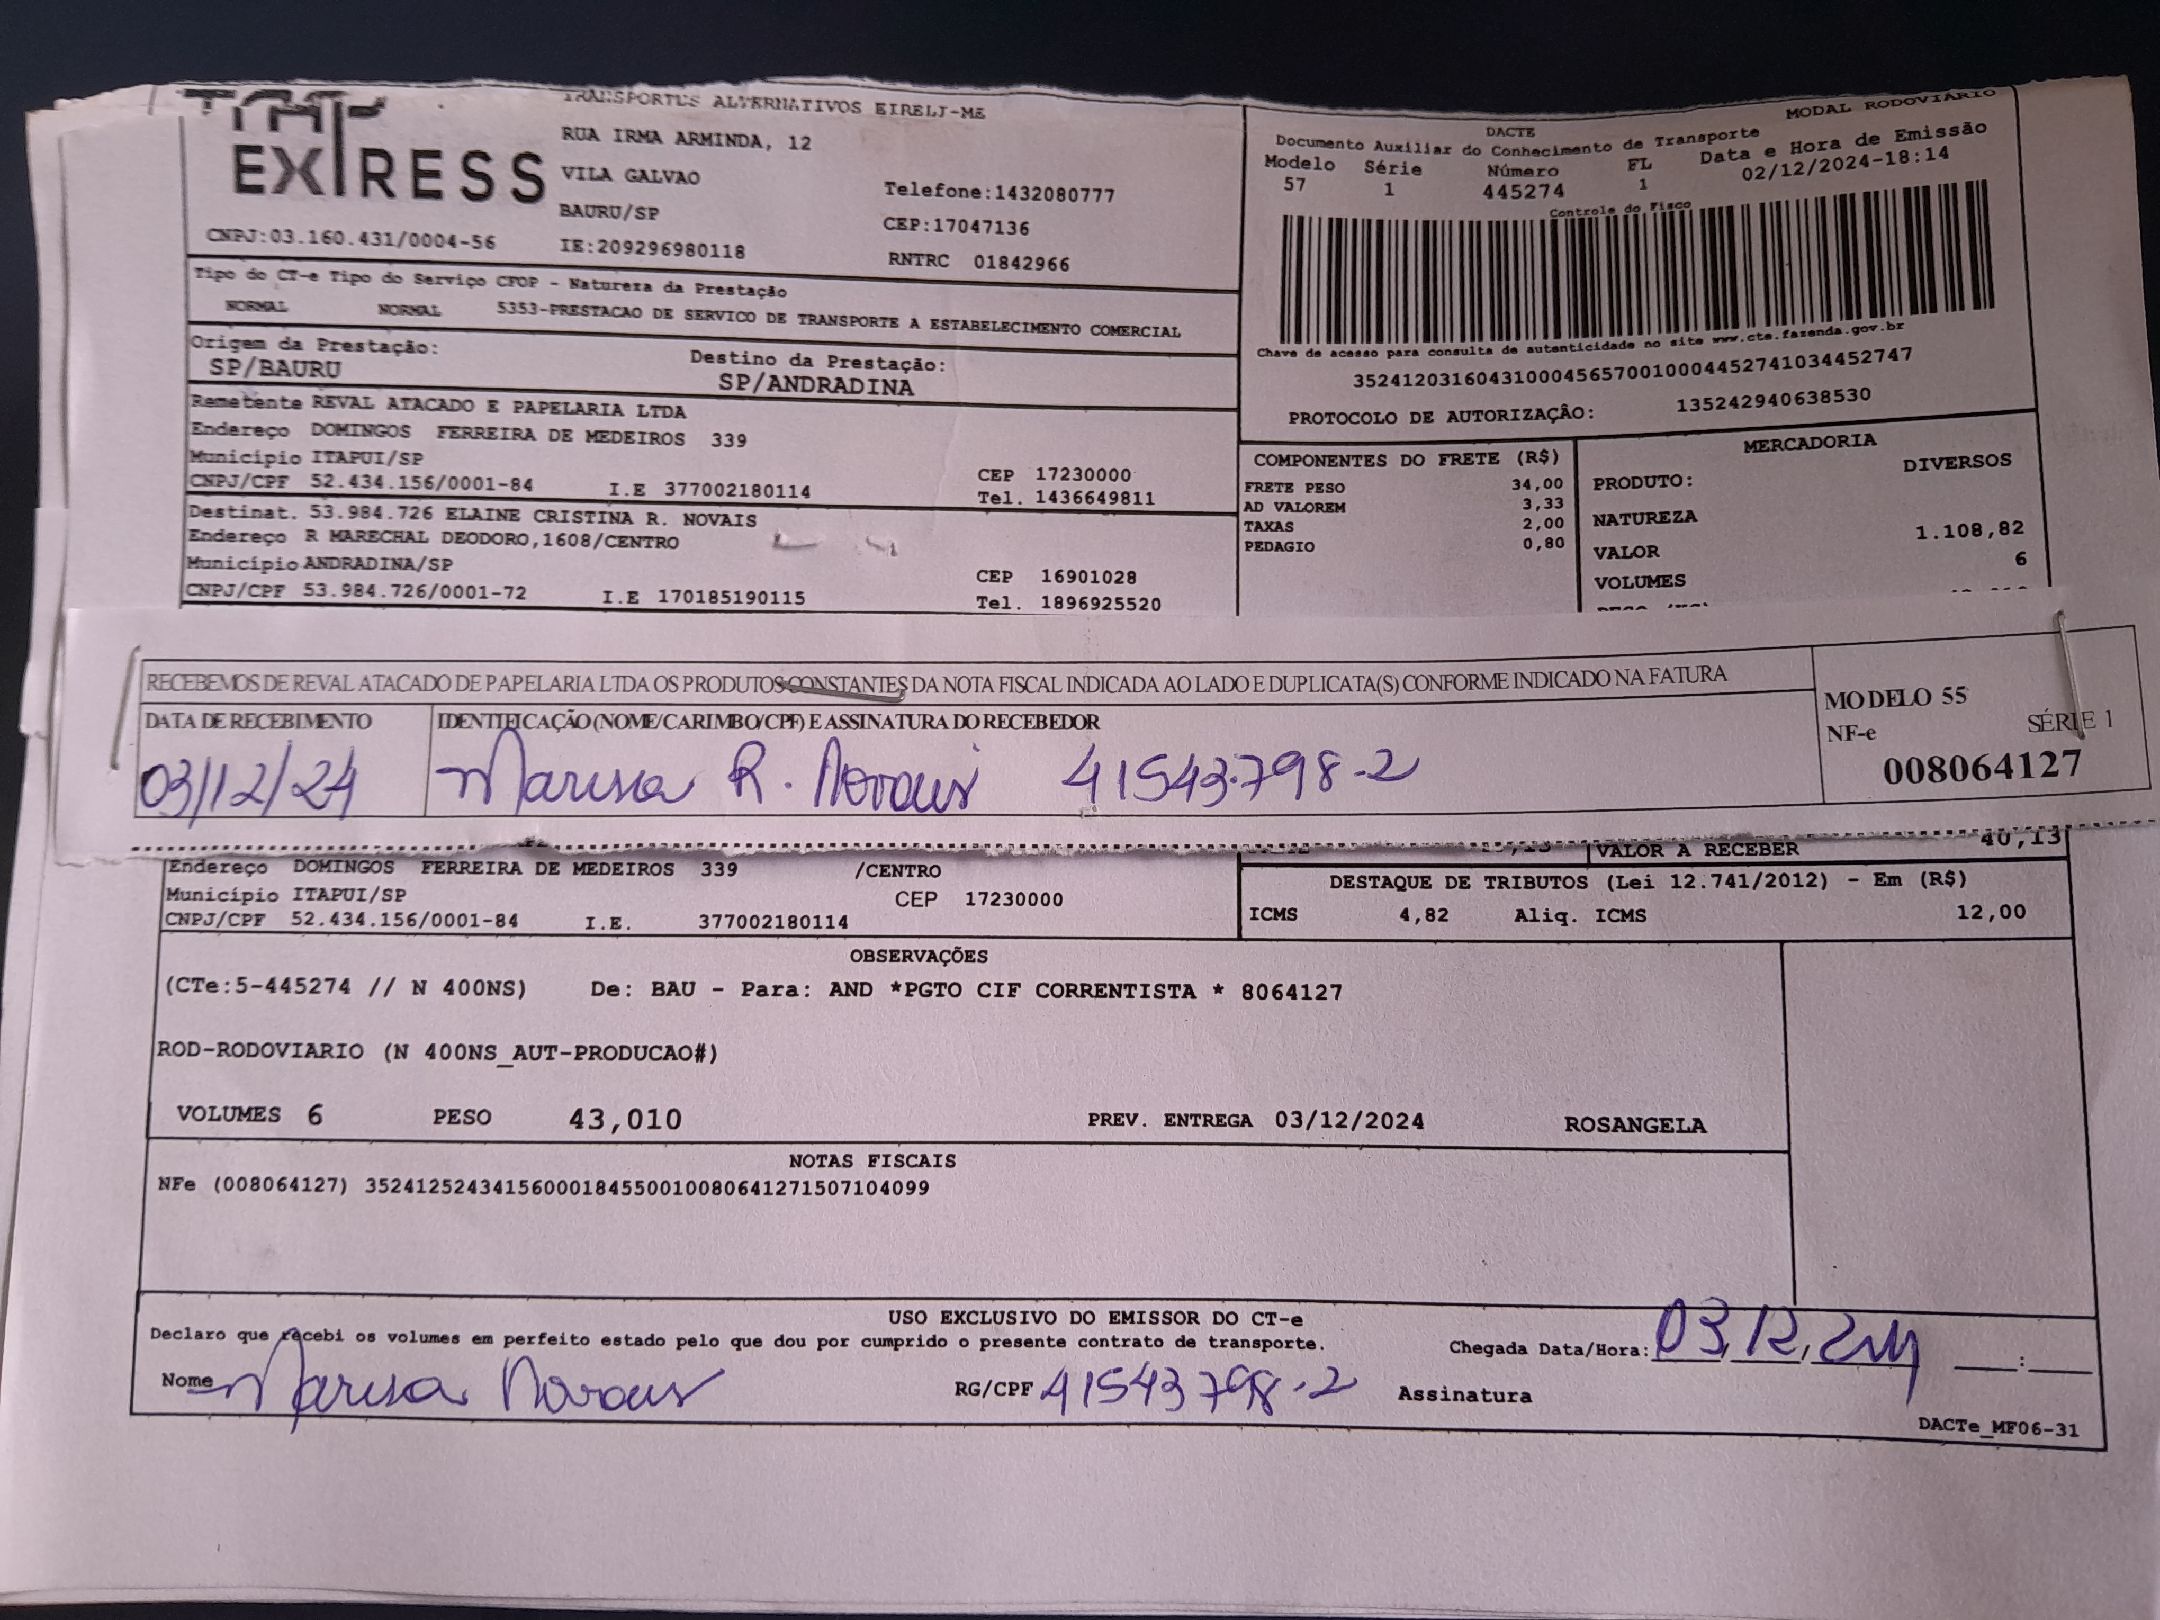 EXPRESS
TRANSPORTES ALTERNATIVOS EIRELI-ME
RUA IRMA ARMINDA, 12
VILA GALVAO
Telefone:1432080777
BAURU/SP
CEP:17047136
CNPJ:03.160.431/0004-56
IE:209296980118
RNTRC 01842966
MODAL RODOVIÁRIO
DACTE
Documento Auxiliar do Conhecimento de Transporte
Modelo Série Número FL Data e Hora de Emissão
57 1 445274 1 02/12/2024-18:14
Controle do Fisco
Chave de acesso para consulta de autenticidade no site www.cte.fazenda.gov.br
35241203160431000456570010004452741034452747
PROTOCOLO DE AUTORIZAÇÃO: 135242940638530
Tipo do CT-e Tipo do Serviço CFOP - Natureza da Prestação
NORMAL NORMAL 5353-PRESTACAO DE SERVICO DE TRANSPORTE A ESTABELECIMENTO COMERCIAL
Origem da Prestação: Destino da Prestação:
SP/BAURU SP/ANDRADINA
Remetente REVAL ATACADO E PAPELARIA LTDA
Endereço DOMINGOS FERREIRA DE MEDEIROS 339
Município ITAPUI/SP CEP 17230000
CNPJ/CPF 52.434.156/0001-84 I.E 377002180114 Tel. 1436649811
Destinat. 53.984.726 ELAINE CRISTINA R. NOVAIS
Endereço R MARECHAL DEODORO,1608/CENTRO
Município ANDRADINA/SP CEP 16901028
CNPJ/CPF 53.984.726/0001-72 I.E 170185190115 Tel. 1896925520
COMPONENTES DO FRETE (R$)
FRETE PESO 34,00
AD VALOREM 3,33
TAXAS 2,00
PEDAGIO 0,80
MERCADORIA
PRODUTO: DIVERSOS
NATUREZA
VALOR 1.108,82
VOLUMES 6
RECEBEMOS DE REVAL ATACADO DE PAPELARIA LTDA OS PRODUTOS CONSTANTES DA NOTA FISCAL INDICADA AO LADO E DUPLICATA(S) CONFORME INDICADO NA FATURA
DATA DE RECEBIMENTO IDENTIFICAÇÃO (NOME/CARIMBO/CPF) E ASSINATURA DO RECEBEDOR
03/12/24 Marisa R. Novais 41543.798-2
MODELO 55
NF-e SÉRIE 1
008064127
VALOR A RECEBER 40,13
Endereço DOMINGOS FERREIRA DE MEDEIROS 339 /CENTRO
Município ITAPUI/SP CEP 17230000
CNPJ/CPF 52.434.156/0001-84 I.E. 377002180114
DESTAQUE DE TRIBUTOS (Lei 12.741/2012) - Em (R$)
ICMS 4,82 Aliq. ICMS 12,00
OBSERVAÇÕES
(CTe:5-445274 // N 400NS) De: BAU - Para: AND *PGTO CIF CORRENTISTA * 8064127
ROD-RODOVIARIO (N 400NS_AUT-PRODUCAO#)
VOLUMES 6 PESO 43,010 PREV. ENTREGA 03/12/2024 ROSANGELA
NOTAS FISCAIS
NFe (008064127) 35241252434156000184550010080641271507104099
USO EXCLUSIVO DO EMISSOR DO CT-e
Declaro que recebi os volumes em perfeito estado pelo que dou por cumprido o presente contrato de transporte. Chegada Data/Hora: 03,12,24 __:__
Nome Marisa Novais RG/CPF 41543798-2 Assinatura
DACTe_MF06-31